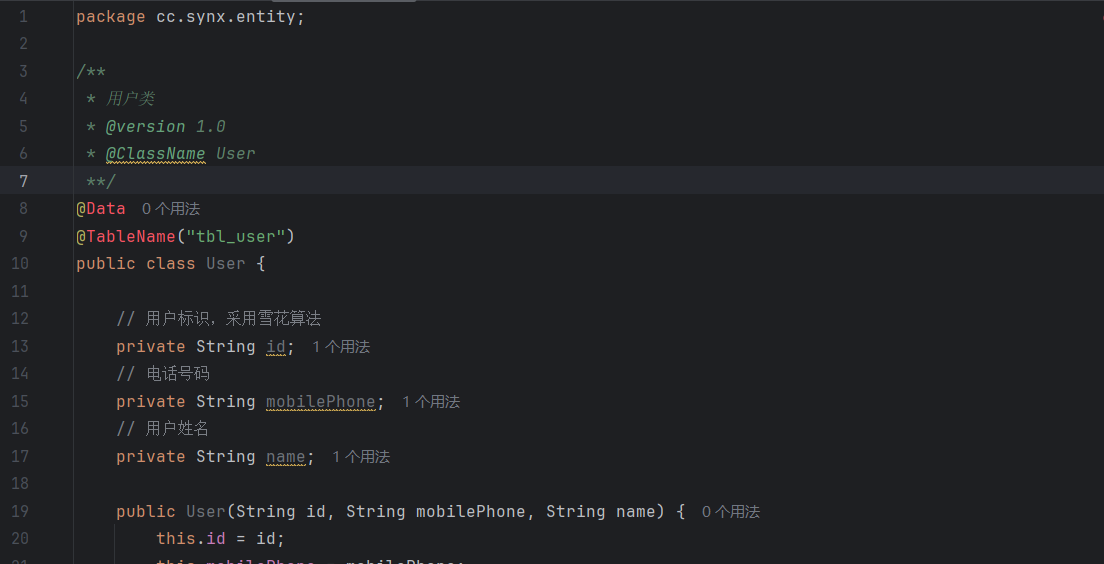 1 package cc.synx.entity;
2
3 /**
4 * 用户类
5 * @version 1.0
6 * @ClassName User
7 **/
8 @Data 0 个用法
9 @TableName("tbl_user")
10 public class User {
11
12 // 用户标识，采用雪花算法
13 private String id; 1 个用法
14 // 电话号码
15 private String mobilePhone; 1 个用法
16 // 用户姓名
17 private String name; 1 个用法
18
19 public User(String id, String mobilePhone, String name) { 0 个用法
20 this.id = id;
21 this.mobilePhone = mobilePhone;